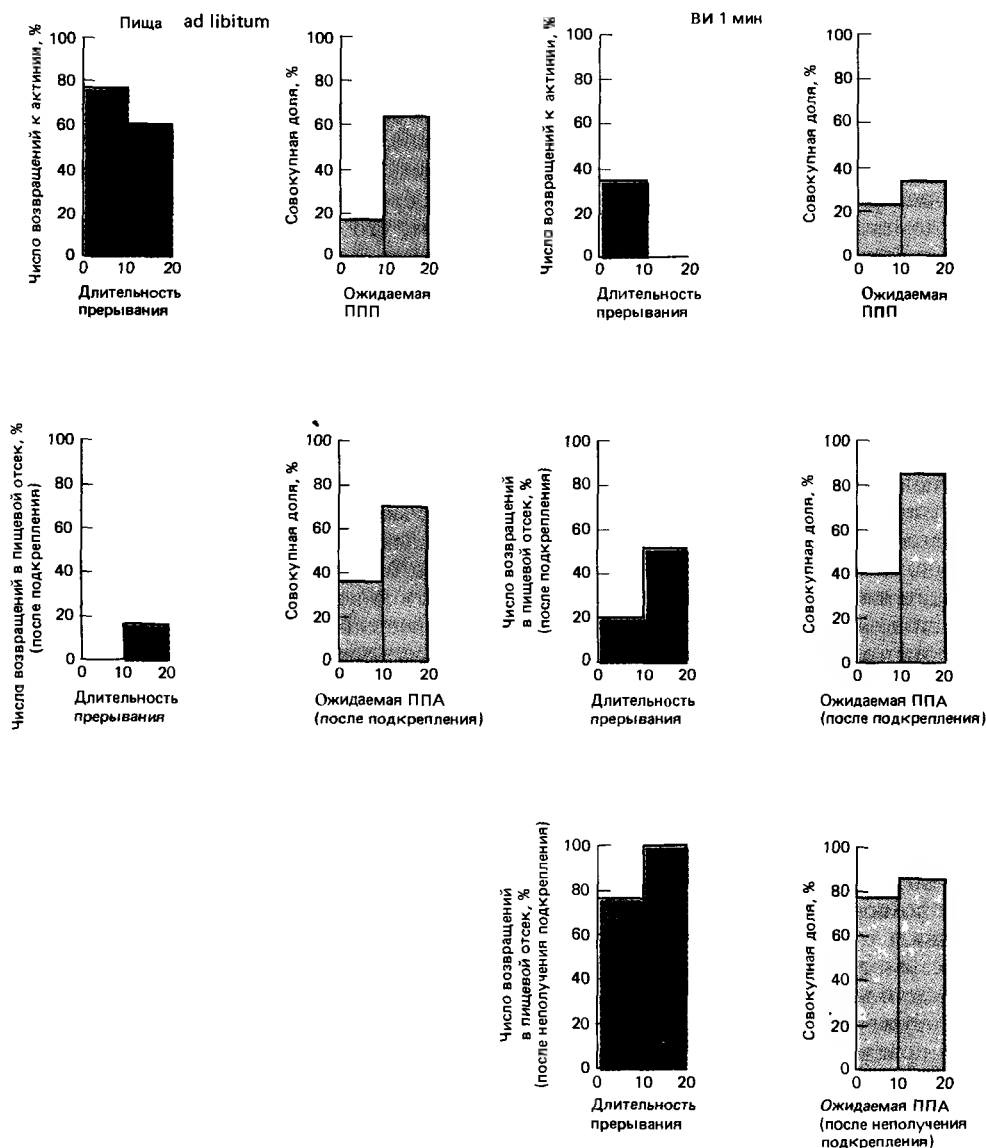 Пища ad libitum
ВИ 1 мин
Число возвращений к актинии, %
100
80
60
40
20
0
0 10 20
Длительность
прерывания
Совокупная доля, %
100
80
60
40
20
0
0 10 20
Ожидаемая
ППП
Число возвращений к актинии, %
100
80
60
40
20
0
0 10 20
Длительность
прерывания
Совокупная доля, %
100
80
60
40
20
0
0 10 20
Ожидаемая
ППП
Число возвращений в пищевой отсек, %
(после подкрепления)
100
80
60
40
20
0
0 10 20
Длительность
прерывания
Совокупная доля, %
100
80
60
40
20
0
0 10 20
Ожидаемая ППА
(после подкрепления)
Число возвращений
в пищевой отсек, %
(после подкрепления)
100
80
60
40
20
0
0 10 20
Длительность
прерывания
Совокупная доля, %
100
80
60
40
20
0
0 10 20
Ожидаемая ППА
(после подкрепления)
Число возвращений
в пищевой отсек, %
(после неполучения подкрепления)
100
80
60
40
20
0
0 10 20
Длительность
прерывания
Совокупная доля, %
100
80
60
40
20
0
0 10 20
Ожидаемая ППА
(после неполучения
подкрепления)